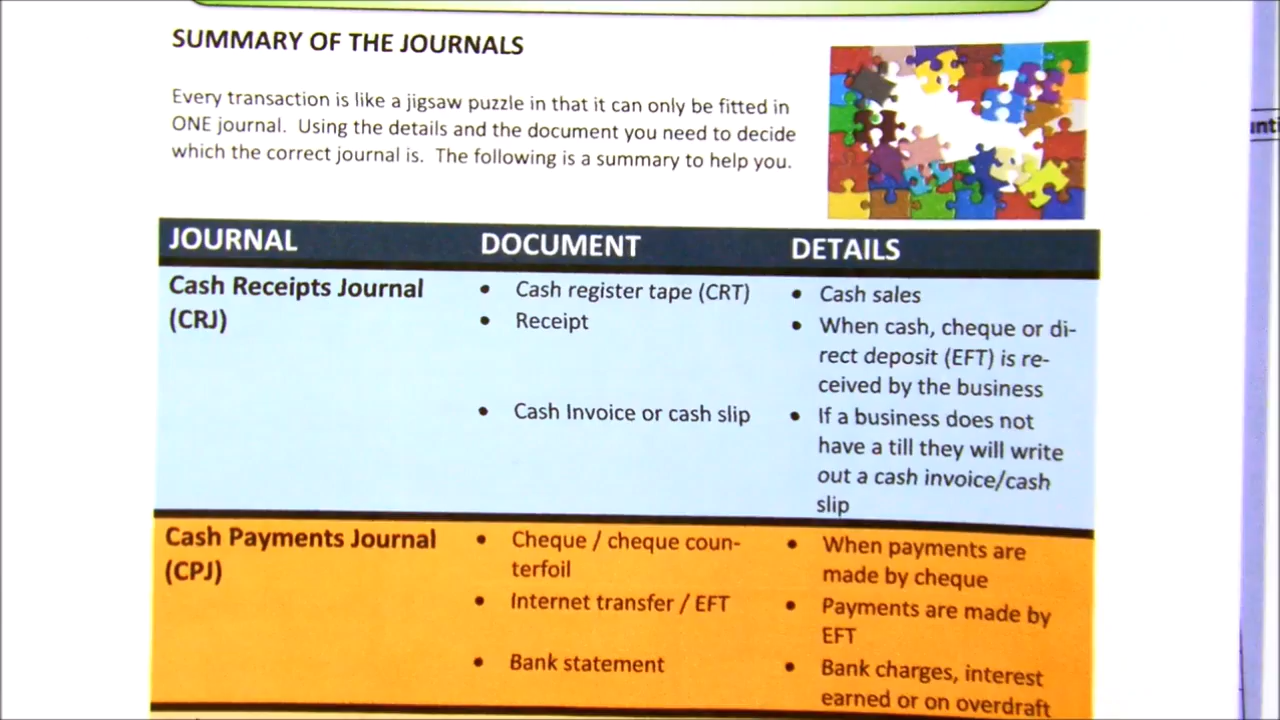 SUMMARY OF THE JOURNALS
Every transaction is like a jigsaw puzzle in that it can only be fitted in
ONE journal. Using the details and the document you need to decide
which the correct journal is. The following is a summary to help you.
JOURNAL DOCUMENT DETAILS
Cash Receipts Journal
(CRJ)
• Cash register tape (CRT)
• Receipt
• Cash Invoice or cash slip
• Cash sales
• When cash, cheque or di-
rect deposit (EFT) is re-
ceived by the business
• If a business does not
have a till they will write
out a cash invoice/cash
slip
Cash Payments Journal
(CPJ)
• Cheque / cheque coun-
terfoil
• Internet transfer / EFT
• Bank statement
• When payments are
made by cheque
• Payments are made by
EFT
• Bank charges, interest
earned or on overdraft